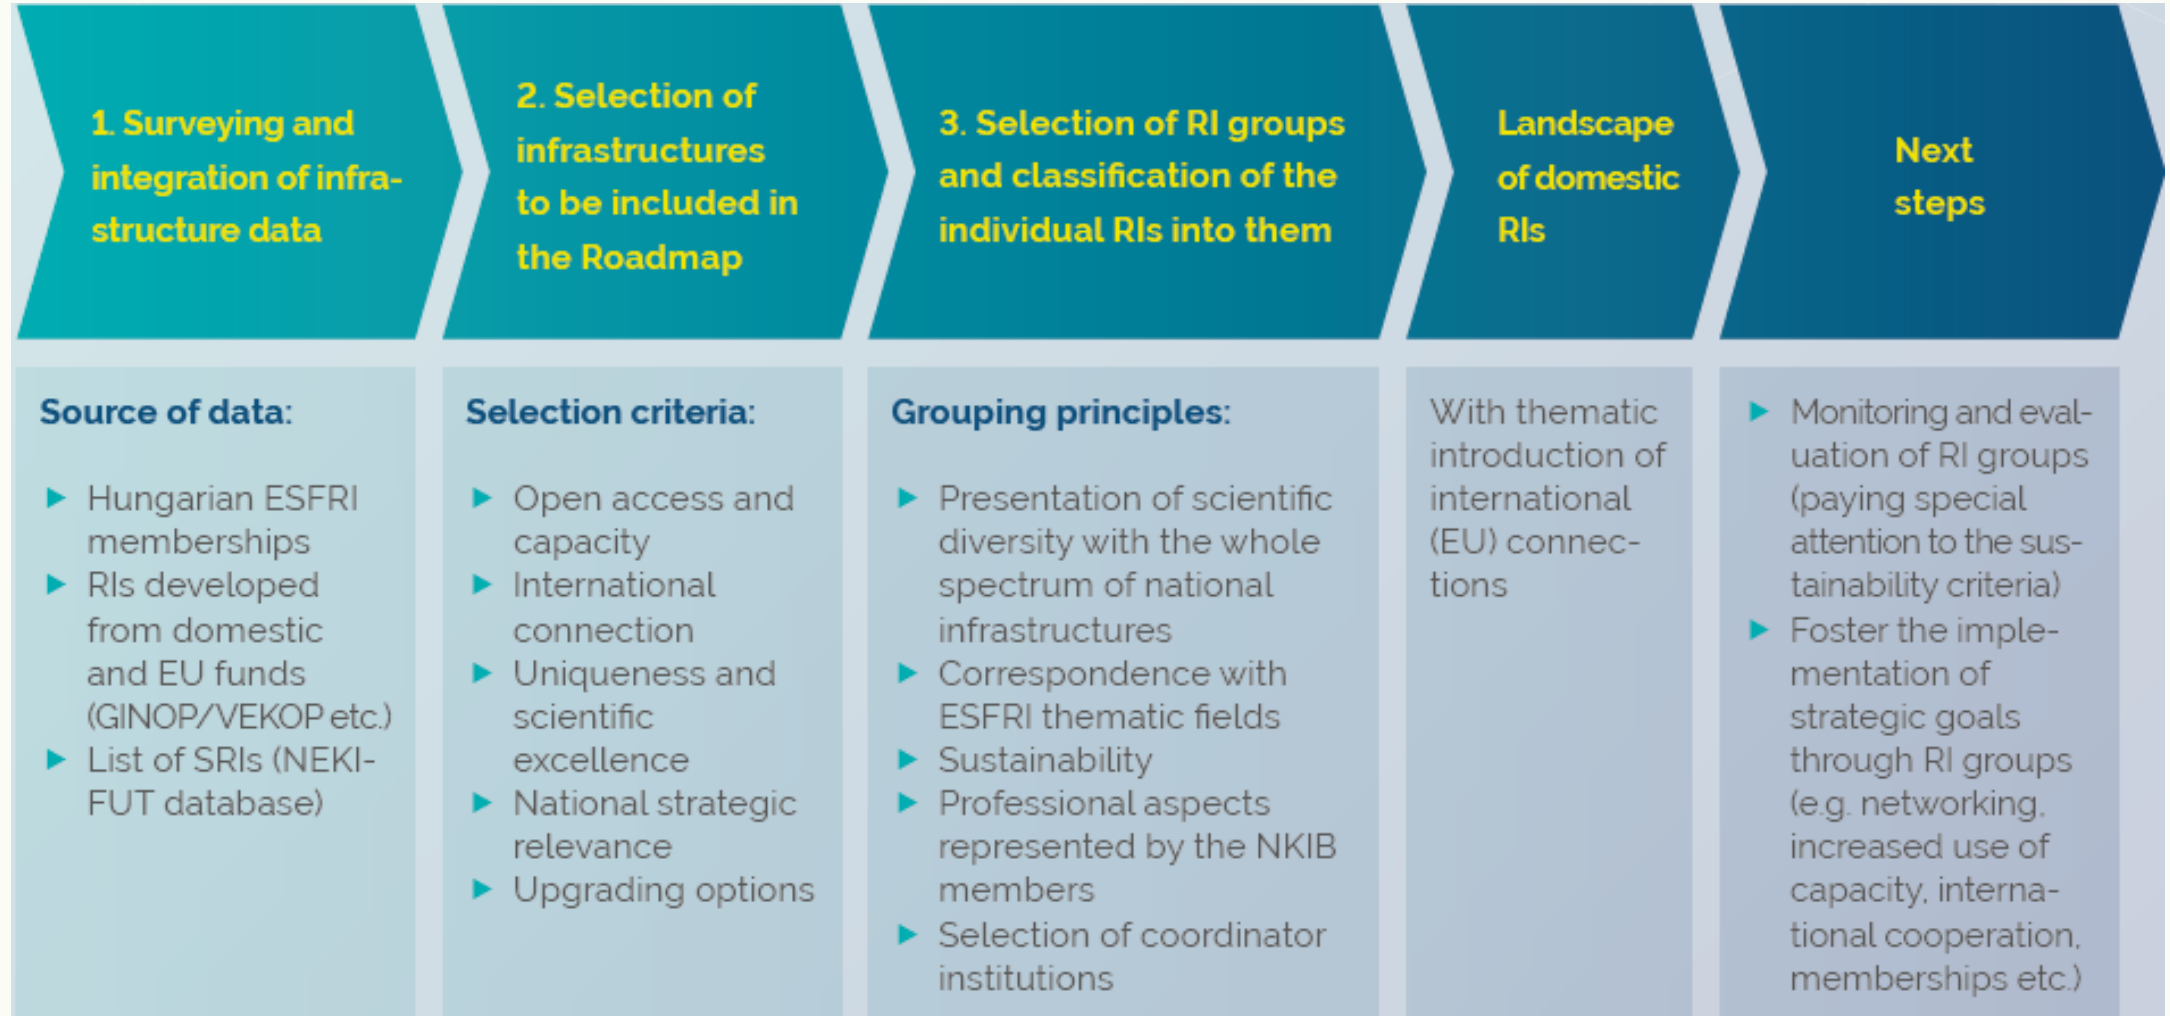 1. Surveying and
integration of infra-
structure data
2. Selection of
infrastructures
to be included in
the Roadmap
3. Selection of RI groups
and classification of the
individual RIs into them
Landscape
of domestic
RIs
Next
steps
Source of data:
► Hungarian ESFRI
memberships
► RIs developed
from domestic
and EU funds
(GINOP/VEKOP etc.)
► List of SRIs (NEKI-
FUT database)
Selection criteria:
► Open access and
capacity
► International
connection
► Uniqueness and
scientific
excellence
► National strategic
relevance
► Upgrading options
Grouping principles:
► Presentation of scientific
diversity with the whole
spectrum of national
infrastructures
► Correspondence with
ESFRI thematic fields
► Sustainability
► Professional aspects
represented by the NKIB
members
► Selection of coordinator
institutions
With thematic
introduction of
international
(EU) connec-
tions
► Monitoring and eval-
uation of RI groups
(paying special
attention to the sus-
tainability criteria)
► Foster the imple-
mentation of
strategic goals
through RI groups
(e.g. networking,
increased use of
capacity, interna-
tional cooperation,
memberships etc.)